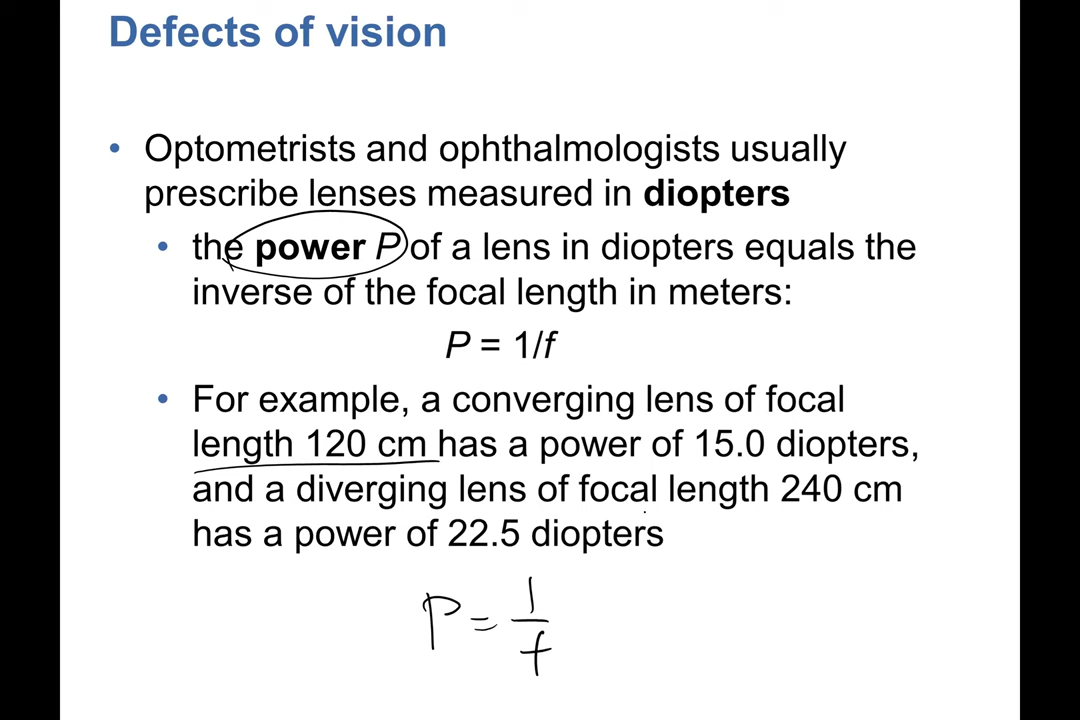 Defects of vision
• Optometrists and ophthalmologists usually
prescribe lenses measured in diopters
• the power P of a lens in diopters equals the
inverse of the focal length in meters:
P = 1/f
• For example, a converging lens of focal
length 120 cm has a power of 15.0 diopters,
and a diverging lens of focal length 240 cm
has a power of 22.5 diopters
P = 1/f